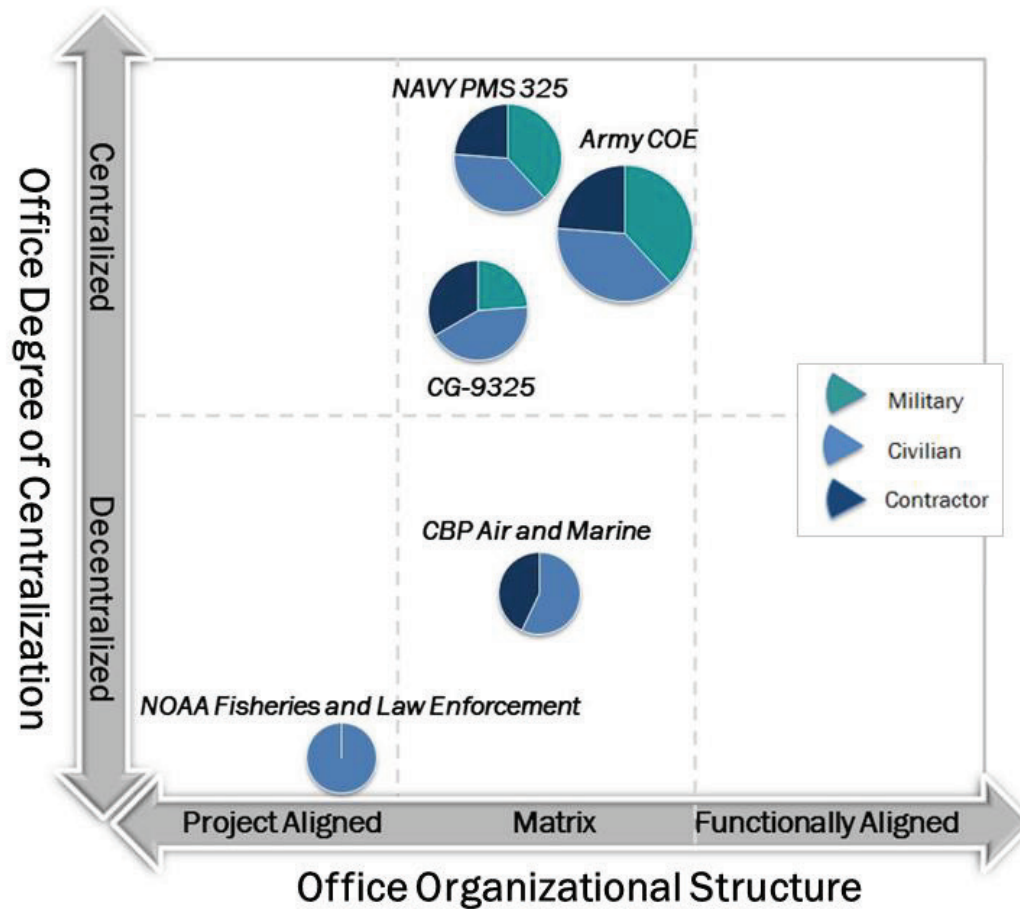 NAVY PMS 325
Army COE
CG-9325
Military
Civilian
Contractor
CBP Air and Marine
NOAA Fisheries and Law Enforcement
Office Degree of Centralization
Centralized
Decentralized
Project Aligned
Matrix
Functionally Aligned
Office Organizational Structure